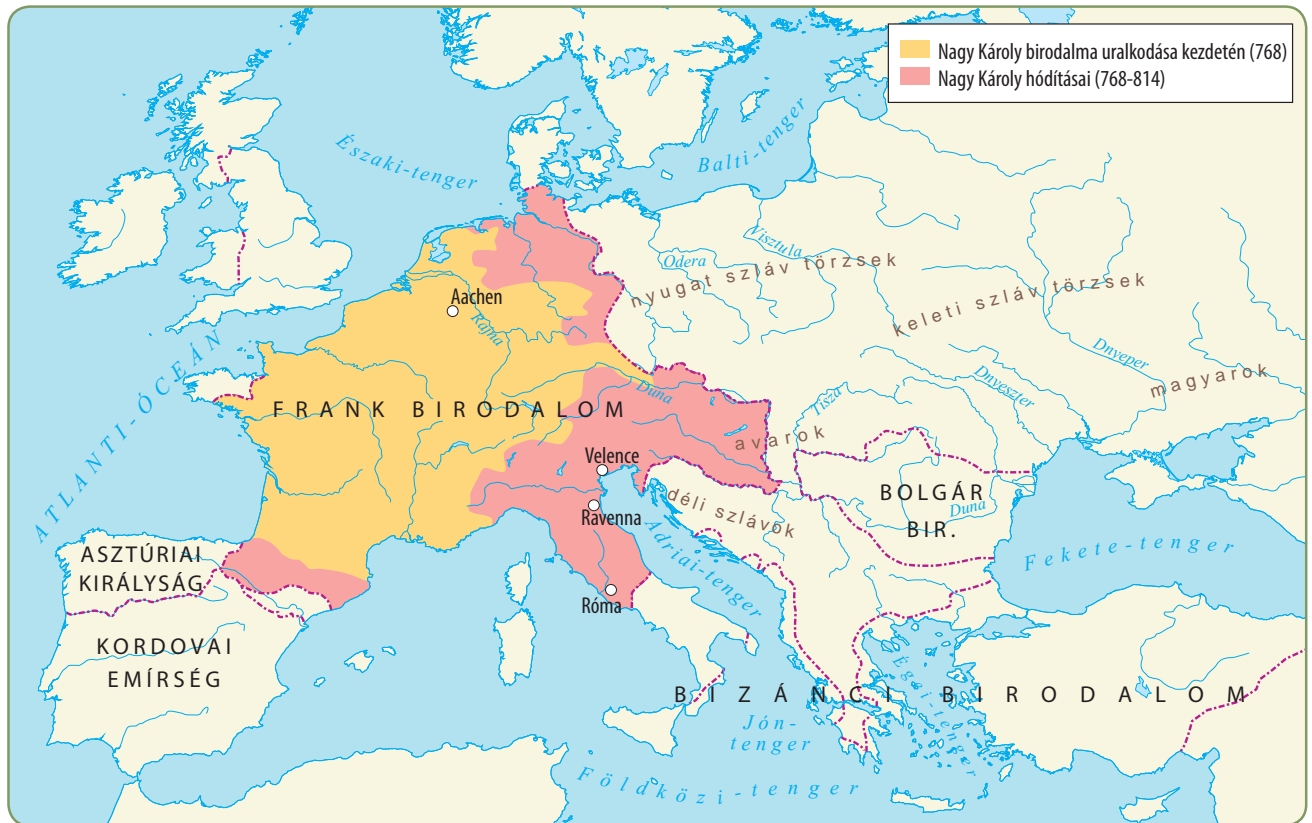 Nagy Károly birodalma uralkodása kezdetén (768)
Nagy Károly hódításai (768-814)
Északi-tenger
Balti-tenger
Visztula
Odera
nyugat szláv törzsek
keleti szláv törzsek
Aachen
Rajna
Dnyeper
Dnyeszter
magyarok
ATLANTI-ÓCEÁN
FRANK BIRODALOM
Duna
Tisza
avarok
Velence
BOLGÁR
BIR.
Duna
Ravenna
déli szlávok
Adriai-tenger
Fekete-tenger
ASZTÚRIAI
KIRÁLYSÁG
Róma
KORDOVAI
EMÍRSÉG
BIZÁNCI BIRODALOM
Égei-tenger
Jón-
tenger
Földközi-tenger